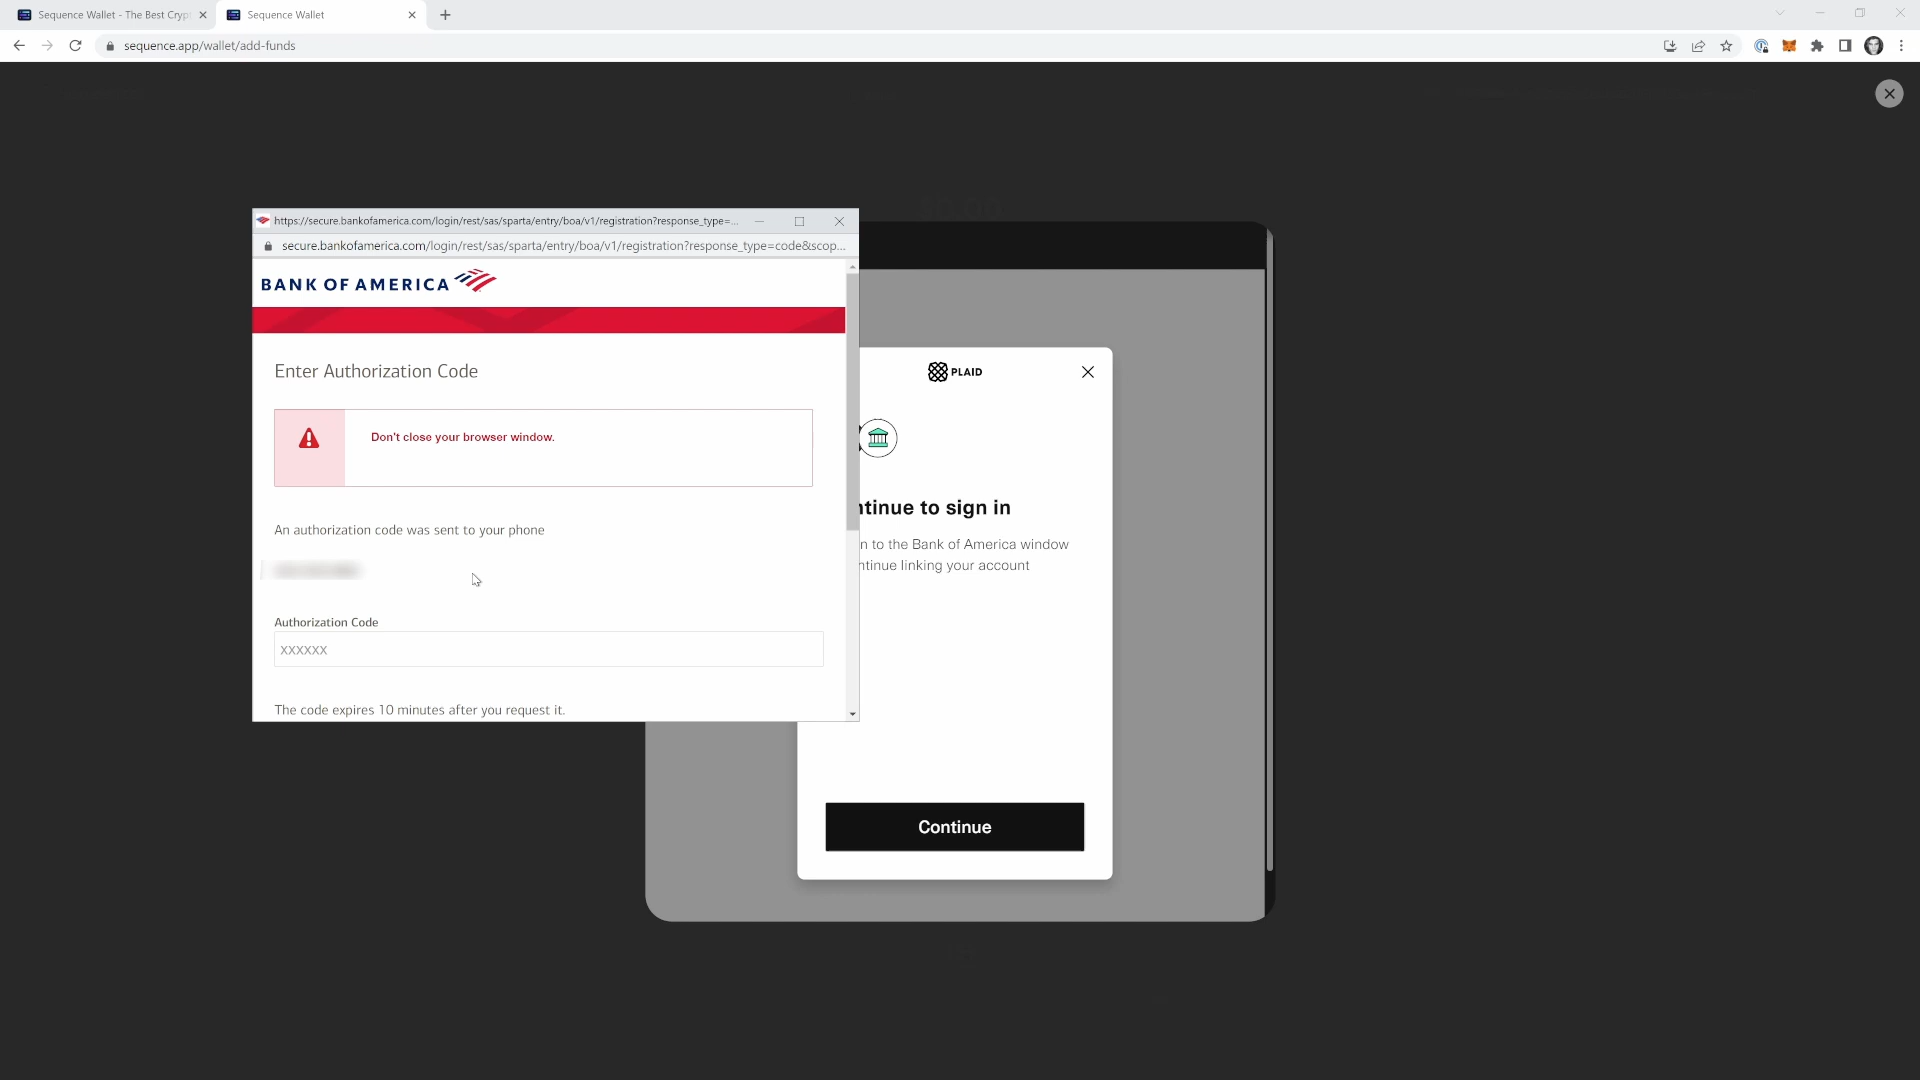 Sequence Wallet - The Best Cryp
Sequence Wallet
sequence.app/wallet/add-funds
https://secure.bankofamerica.com/login/rest/sas/sparta/entry/boa/v1/registration?response_type=...
secure.bankofamerica.com/login/rest/sas/sparta/entry/boa/v1/registration?response_type=code&scop...
BANK OF AMERICA
Enter Authorization Code
Don't close your browser window.
An authorization code was sent to your phone
Authorization Code
XXXXXX
The code expires 10 minutes after you request it.
PLAID
ntinue to sign in
n to the Bank of America window
ntinue linking your account
Continue